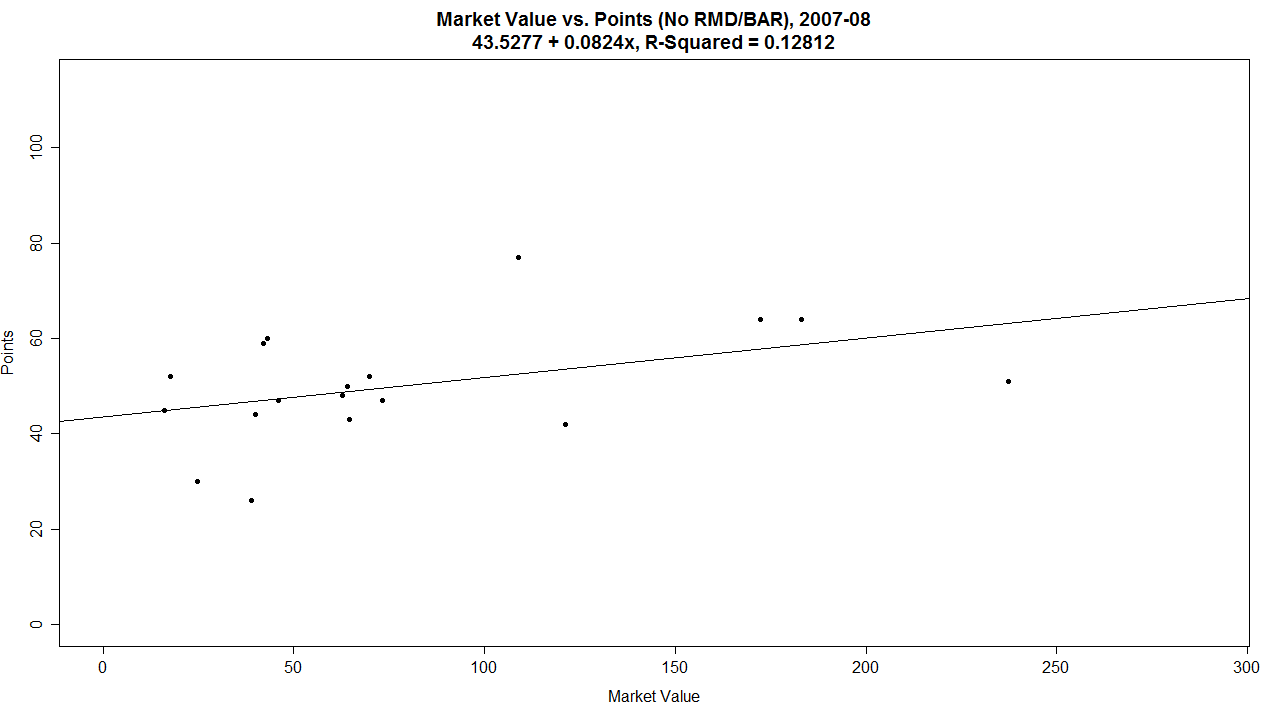 Market Value vs. Points (No RMD/BAR), 2007-08
43.5277 + 0.0824x, R-Squared = 0.12812
Points
100
80
60
40
20
0
0 50 100 150 200 250 300
Market Value